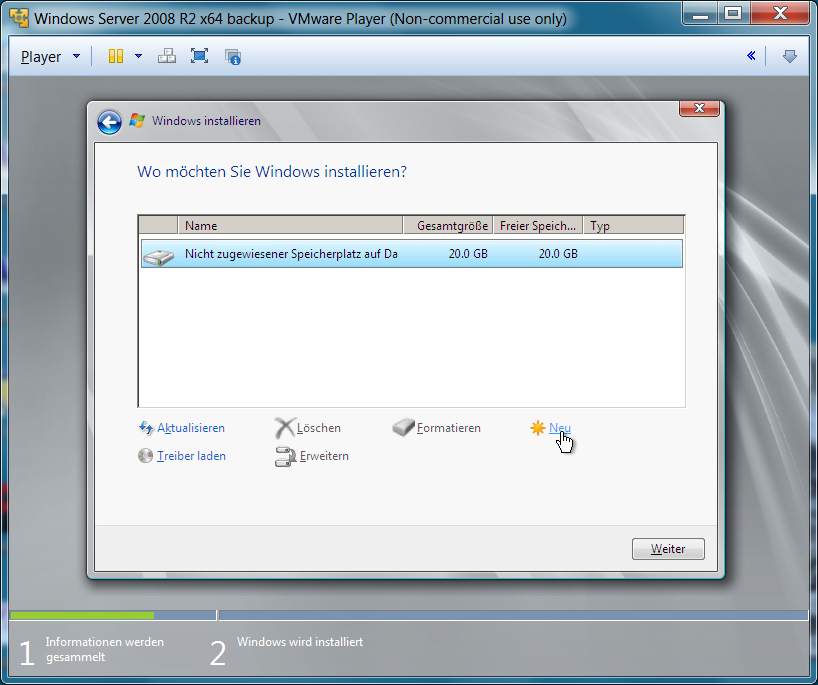 Windows Server 2008 R2 x64 backup - VMware Player (Non-commercial use only)
Player
Windows installieren
Wo möchten Sie Windows installieren?
Name Gesamtgröße Freier Speich... Typ
Nicht zugewiesener Speicherplatz auf Da 20.0 GB 20.0 GB
Aktualisieren Löschen Formatieren Neu
Treiber laden Erweitern
Weiter
1 Informationen werden gesammelt
2 Windows wird installiert